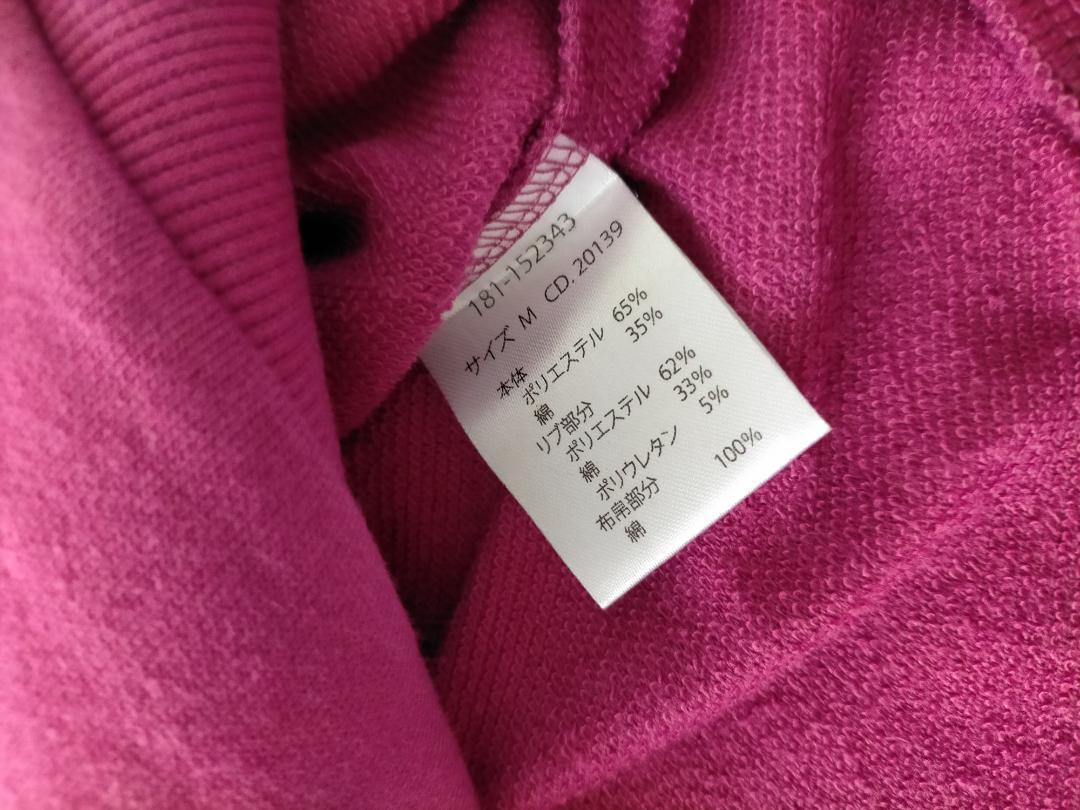 181-152343
サイズ M CD. 20139
本体
ポリエステル 65%
綿 35%
リブ部分
ポリエステル 62%
綿 33%
ポリウレタン 5%
布帛部分
綿 100%